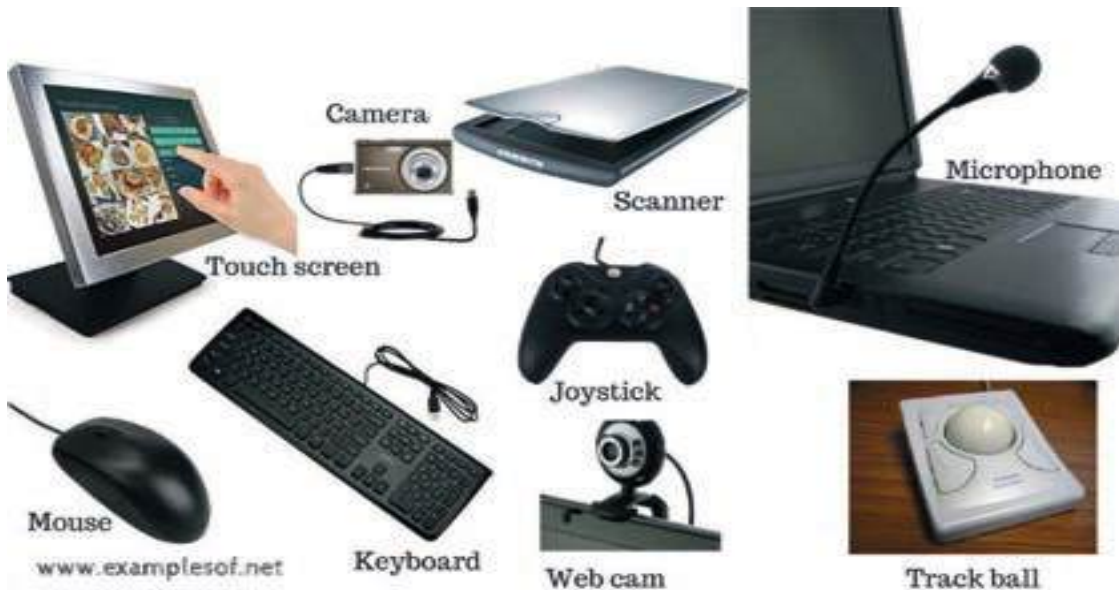 Camera
Scanner
Microphone
Touch screen
Joystick
Mouse
Keyboard
Web cam
Track ball
www.examplesof.net